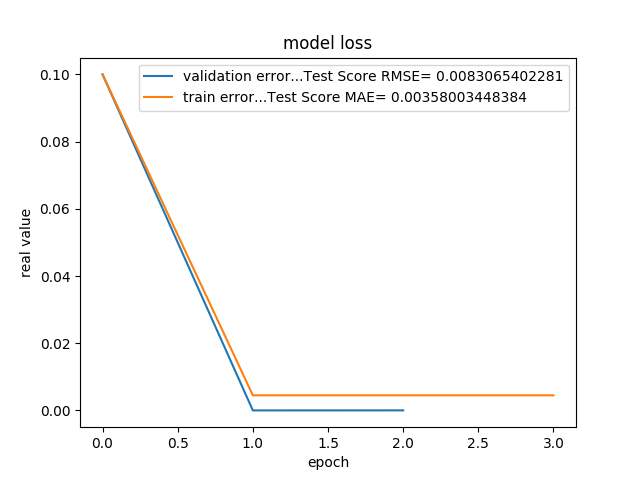 model loss
validation error...Test Score RMSE= 0.0083065402281
train error...Test Score MAE= 0.00358003448384
real value
0.10
0.08
0.06
0.04
0.02
0.00
0.0 0.5 1.0 1.5 2.0 2.5 3.0
epoch